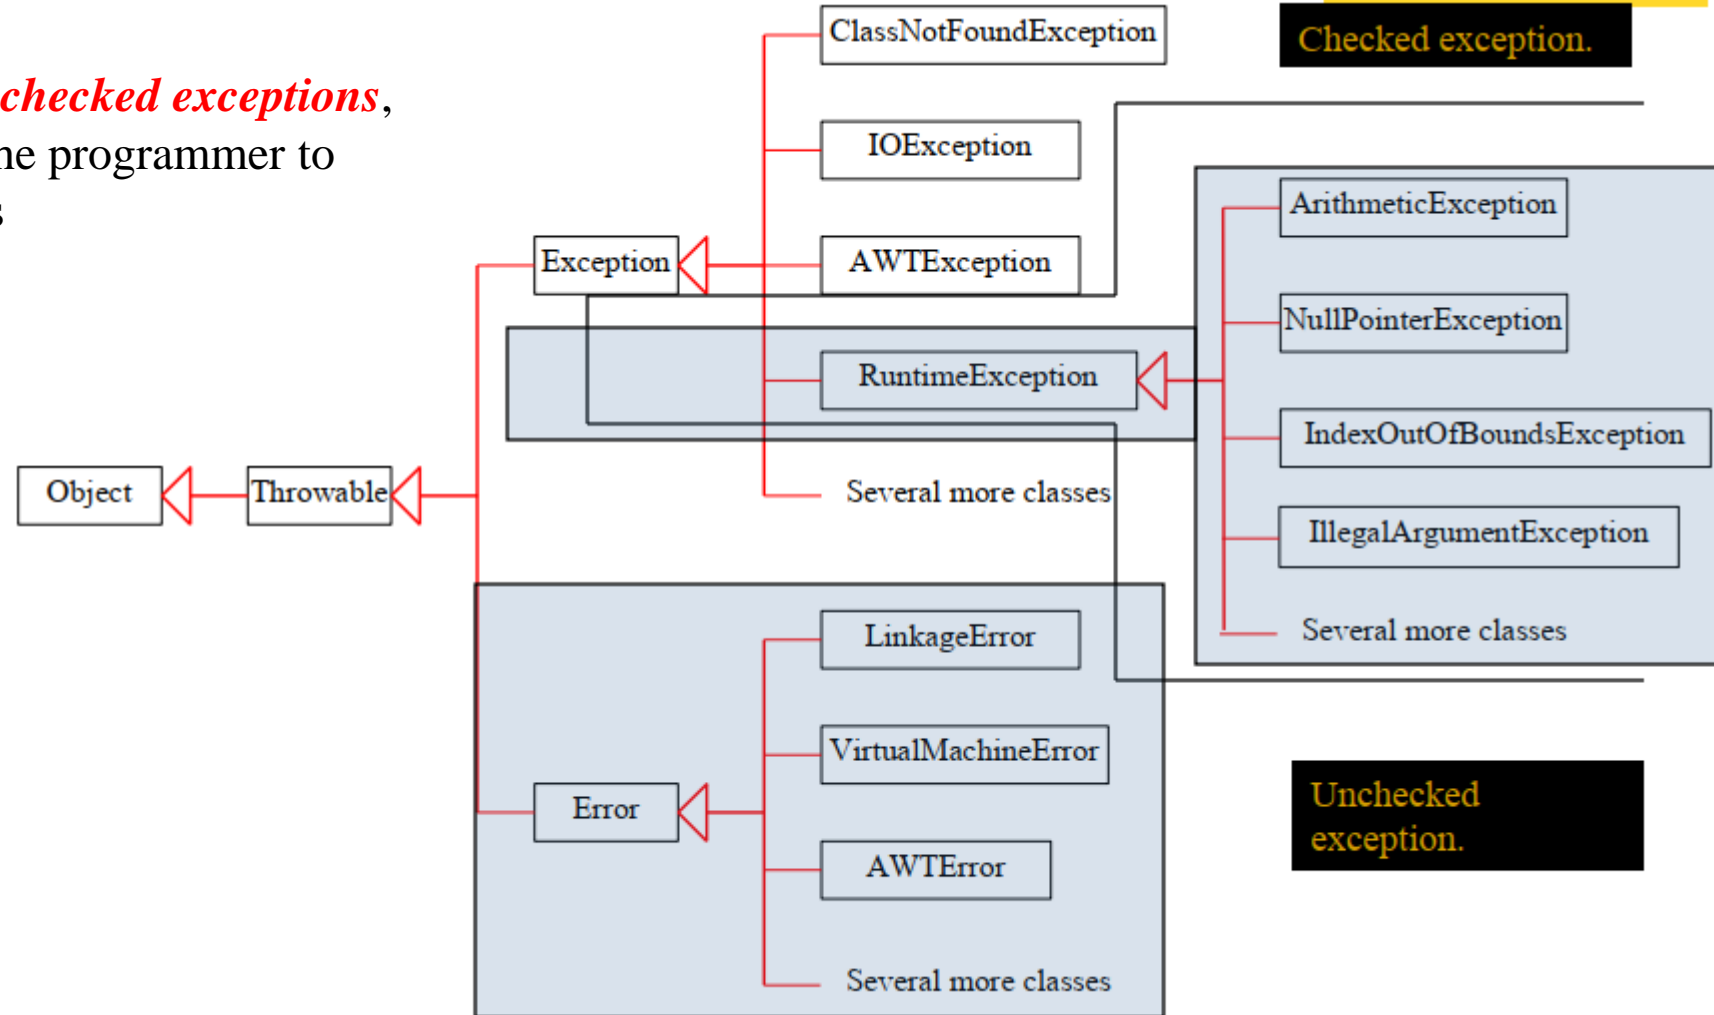 checked exceptions,
ne programmer to
s
Checked exception.
ClassNotFoundException
IOException
AWTException
Exception
RuntimeException
Several more classes
ArithmeticException
NullPointerException
IndexOutOfBoundsException
IllegalArgumentException
Several more classes
Object
Throwable
LinkageError
VirtualMachineError
Error
AWTError
Several more classes
Unchecked
exception.